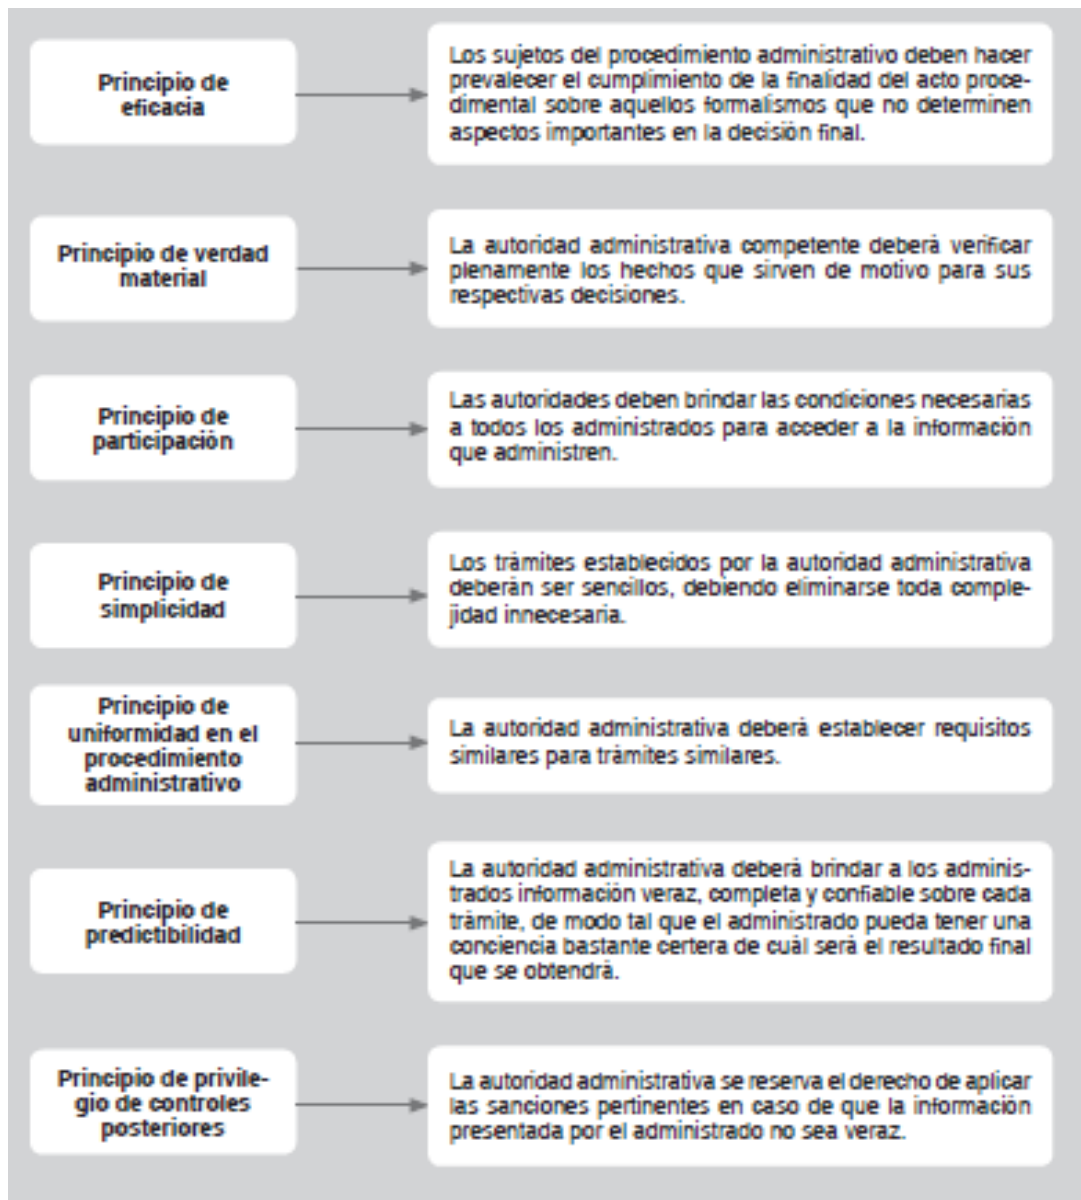 Principio de
eficacia
Los sujetos del procedimiento administrativo deben hacer
prevalecer el cumplimiento de la finalidad del acto proce-
dimental sobre aquellos formalismos que no determinen
aspectos importantes en la decisión final.
Principio de verdad
material
La autoridad administrativa competente deberá verificar
plenamente los hechos que sirven de motivo para sus
respectivas decisiones.
Principio de
participación
Las autoridades deben brindar las condiciones necesarias
a todos los administrados para acceder a la información
que administren.
Principio de
simplicidad
Los trámites establecidos por la autoridad administrativa
deberán ser sencillos, debiendo eliminarse toda comple-
jidad innecesaria.
Principio de
uniformidad en el
procedimiento
administrativo
La autoridad administrativa deberá establecer requisitos
similares para trámites similares.
Principio de
predictibilidad
La autoridad administrativa deberá brindar a los adminis-
trados información veraz, completa y confiable sobre cada
trámite, de modo tal que el administrado pueda tener una
conciencia bastante certera de cuál será el resultado final
que se obtendrá.
Principio de privile-
gio de controles
posteriores
La autoridad administrativa se reserva el derecho de aplicar
las sanciones pertinentes en caso de que la información
presentada por el administrado no sea veraz.